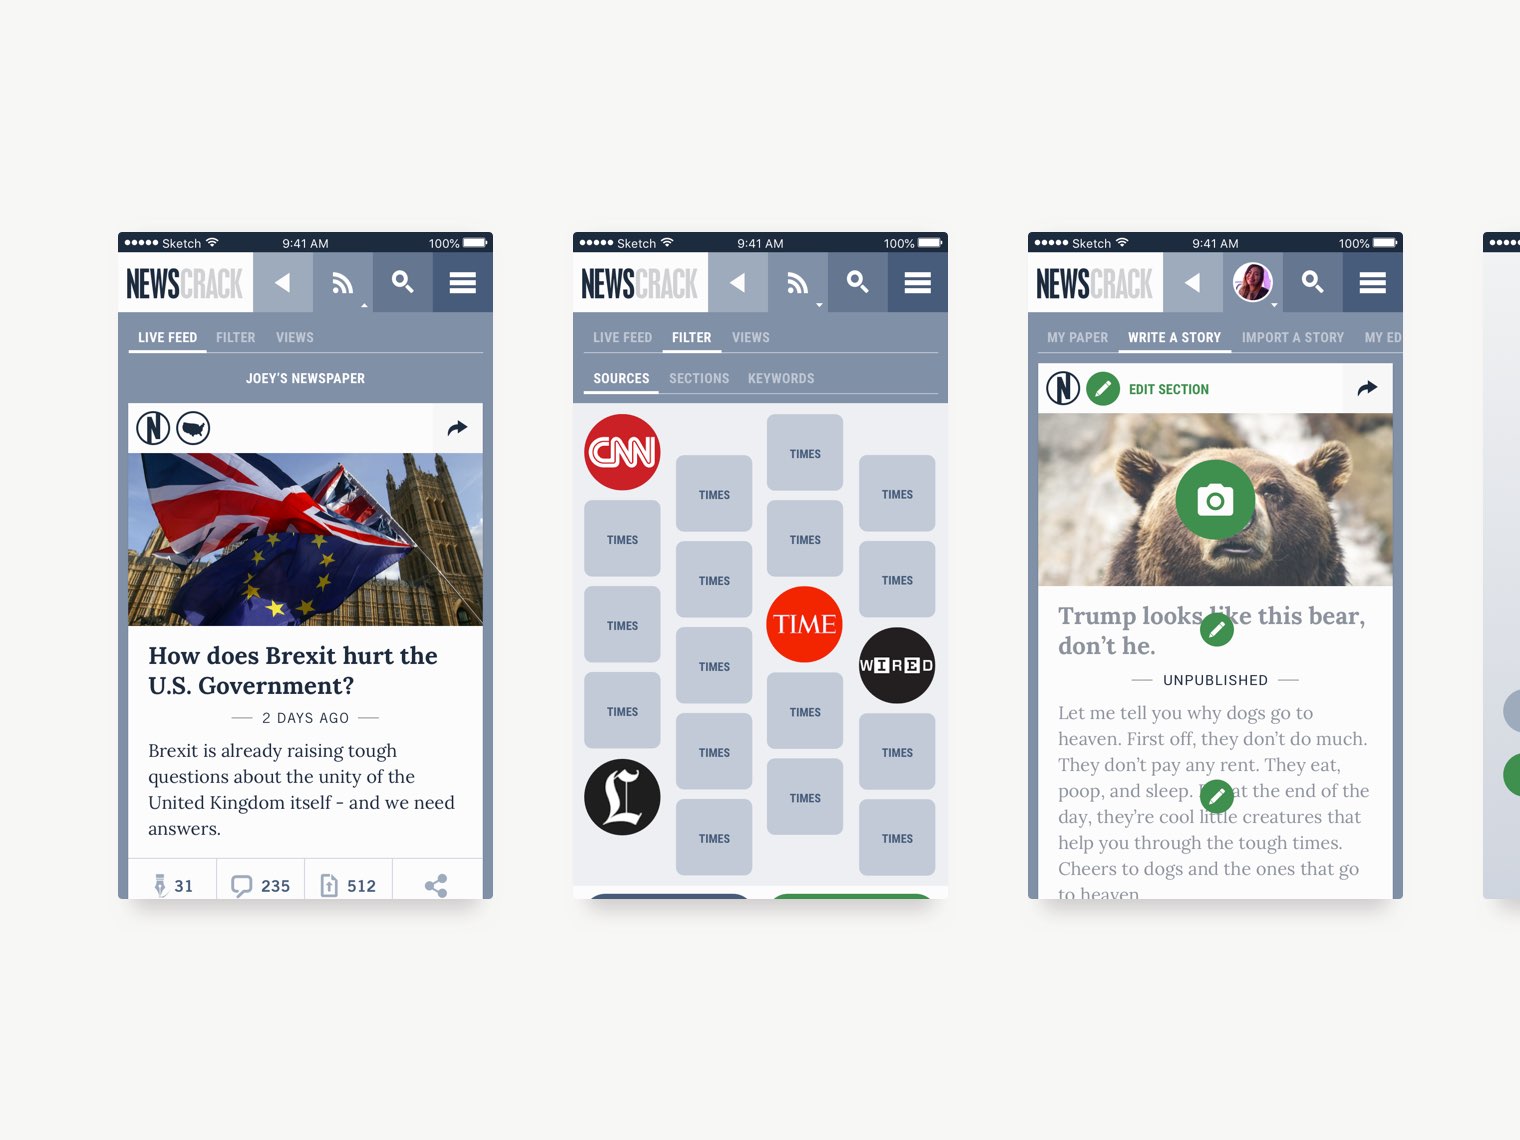 Sketch 9:41 AM 100%
NEWSCRACK
LIVE FEED FILTER VIEWS
JOEY'S NEWSPAPER
N
How does Brexit hurt the
U.S. Government?
2 DAYS AGO
Brexit is already raising tough
questions about the unity of the
United Kingdom itself - and we need
answers.
31 235 512
Sketch 9:41 AM 100%
NEWSCRACK
LIVE FEED FILTER VIEWS
SOURCES SECTIONS KEYWORDS
CNN
TIMES
TIMES
TIMES
L
TIMES
TIMES
TIMES
TIMES
TIMES
TIMES
TIMES
TIME
TIMES
TIMES
TIMES
TIMES
WIRED
TIMES
TIMES
Sketch 9:41 AM 100%
NEWSCRACK
MY PAPER WRITE A STORY IMPORT A STORY MY ED
N EDIT SECTION
Trump looks like this bear,
don't he.
UNPUBLISHED
Let me tell you why dogs go to
heaven. First off, they don't do much.
They don't pay any rent. They eat,
poop, and sleep. at the end of the
day, they're cool little creatures that
help you through the tough times.
Cheers to dogs and the ones that go
to heaven